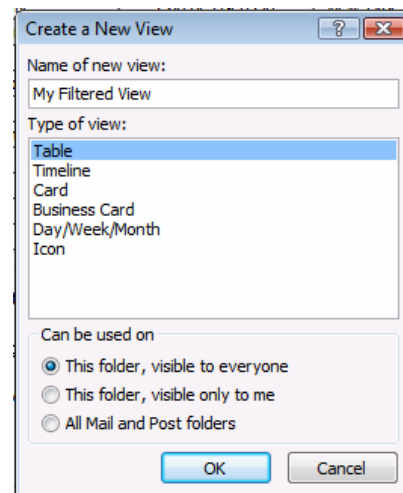 Create a New View
Name of new view:
My Filtered View
Type of view:
Table
Timeline
Card
Business Card
Day/Week/Month
Icon
Can be used on
This folder, visible to everyone
This folder, visible only to me
All Mail and Post folders
OK Cancel